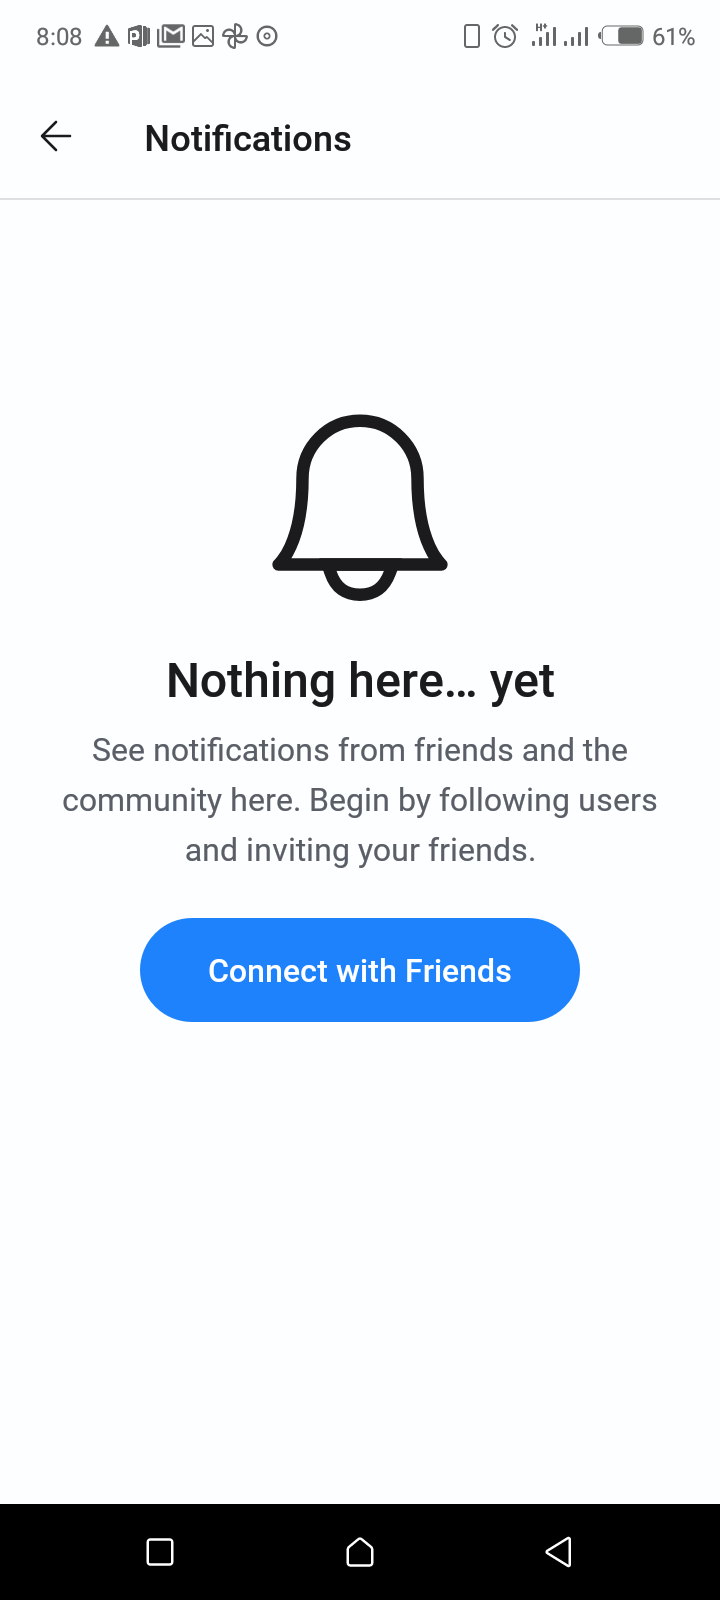 8:08
H+
61%
Notifications
Nothing here… yet
See notifications from friends and the
community here. Begin by following users
and inviting your friends.
Connect with Friends